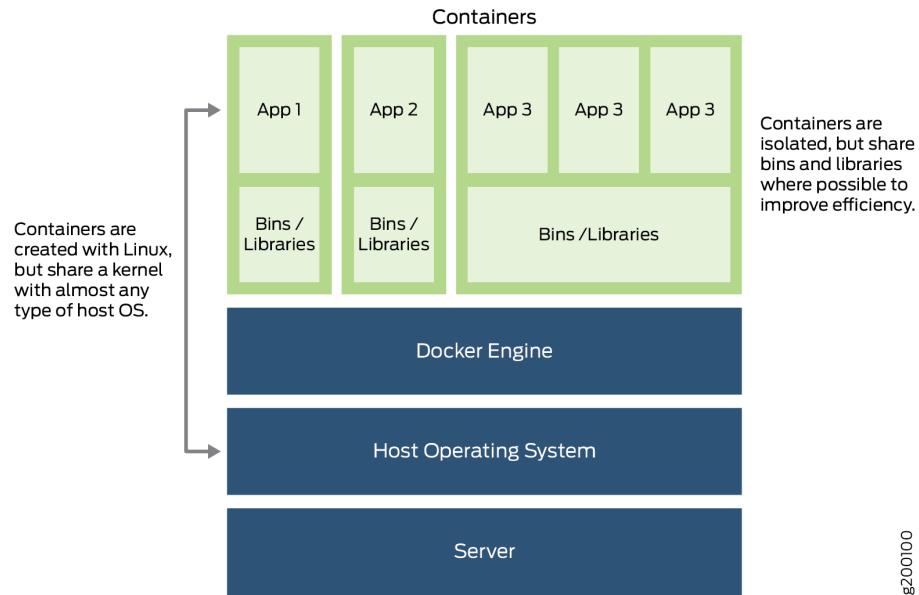 Containers
App 1
App 2
App 3
App 3
App 3
Bins /
Libraries
Bins /
Libraries
Bins /Libraries
Containers are
created with Linux,
but share a kernel
with almost any
type of host OS.
Containers are
isolated, but share
bins and libraries
where possible to
improve efficiency.
Docker Engine
Host Operating System
Server
g200100